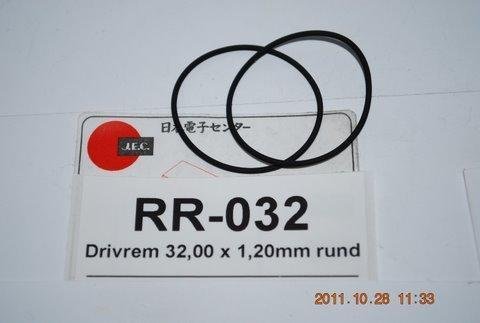 日本電子センター
J.E.C.
RR-032
Drivrem 32,00 x 1,20mm rund
2011.10.28 11:33